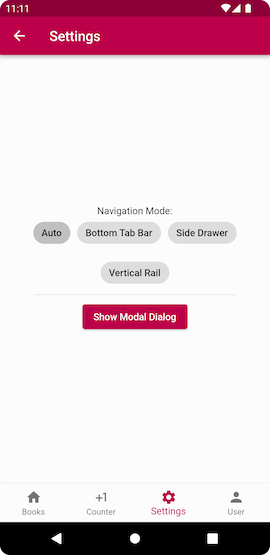 11:11
Settings
Navigation Mode:
Auto Bottom Tab Bar Side Drawer
Vertical Rail
Show Modal Dialog
+1
Books Counter Settings User